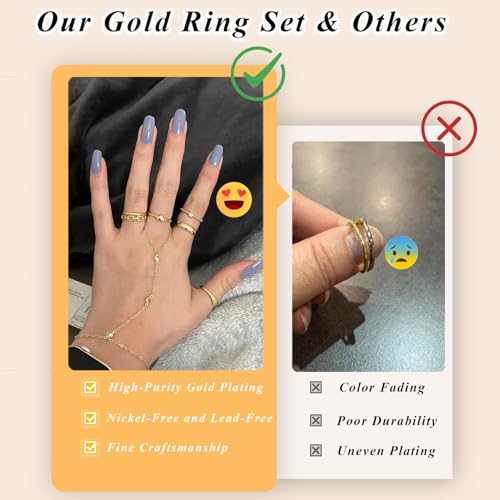 Our Gold Ring Set & Others
High-Purity Gold Plating
Nickel-Free and Lead-Free
Fine Craftsmanship
Color Fading
Poor Durability
Uneven Plating